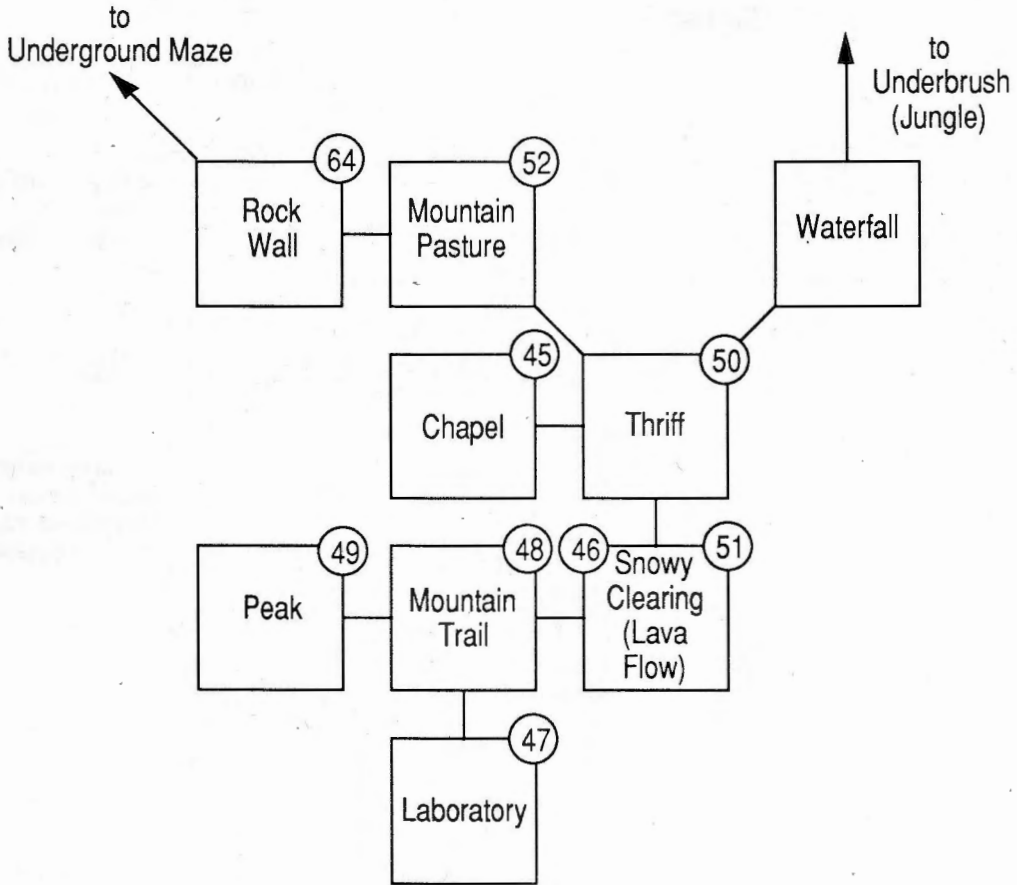 to
Underground Maze
to
Underbrush
(Jungle)
64
Rock
Wall
52
Mountain
Pasture
Waterfall
45
Chapel
50
Thriff
49
Peak
48
Mountain
Trail
46
51
Snowy
Clearing
(Lava
Flow)
47
Laboratory